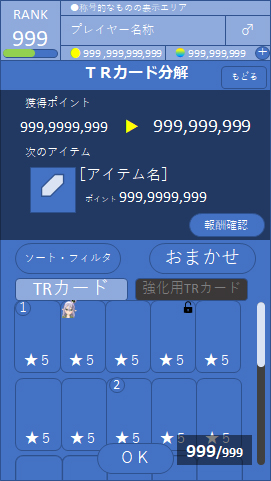 RANK
999
●称号的なものの表示エリア
プレイヤー名称
♂
999,999,999,999
999,999,999,999
+
TRカード分解
もどる
獲得ポイント
999,9999,999 ▶ 999,999,999
次のアイテム
[アイテム名]
ポイント 999,9999,999
報酬確認
ソート・フィルタ
おまかせ
TRカード
強化用TRカード
1
★5 ★5 ★5 ★5 ★5
2
★5 ★5 ★5 ★5 ★5
OK
999/999